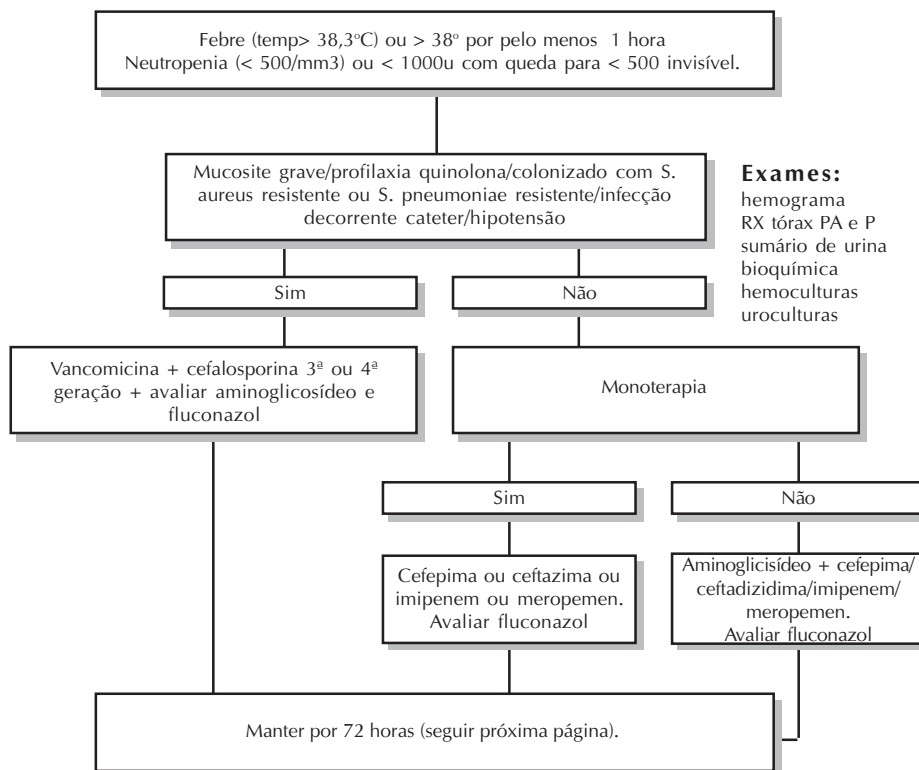 Febre (temp> 38,3ºC) ou > 38º por pelo menos 1 hora
Neutropenia (< 500/mm3) ou < 1000u com queda para < 500 invisível.
Mucosite grave/profilaxia quinolona/colonizado com S.
aureus resistente ou S. pneumoniae resistente/infecção
decorrente cateter/hipotensão
Exames:
hemograma
RX tórax PA e P
sumário de urina
bioquímica
hemoculturas
uroculturas
Sim
Não
Vancomicina + cefalosporina 3ª ou 4ª
geração + avaliar aminoglicosídeo e
fluconazol
Monoterapia
Sim
Não
Cefepima ou ceftazima ou
imipenem ou meropemen.
Avaliar fluconazol
Aminoglicisídeo + cefepima/
ceftadizidima/imipenem/
meropemen.
Avaliar fluconazol
Manter por 72 horas (seguir próxima página).